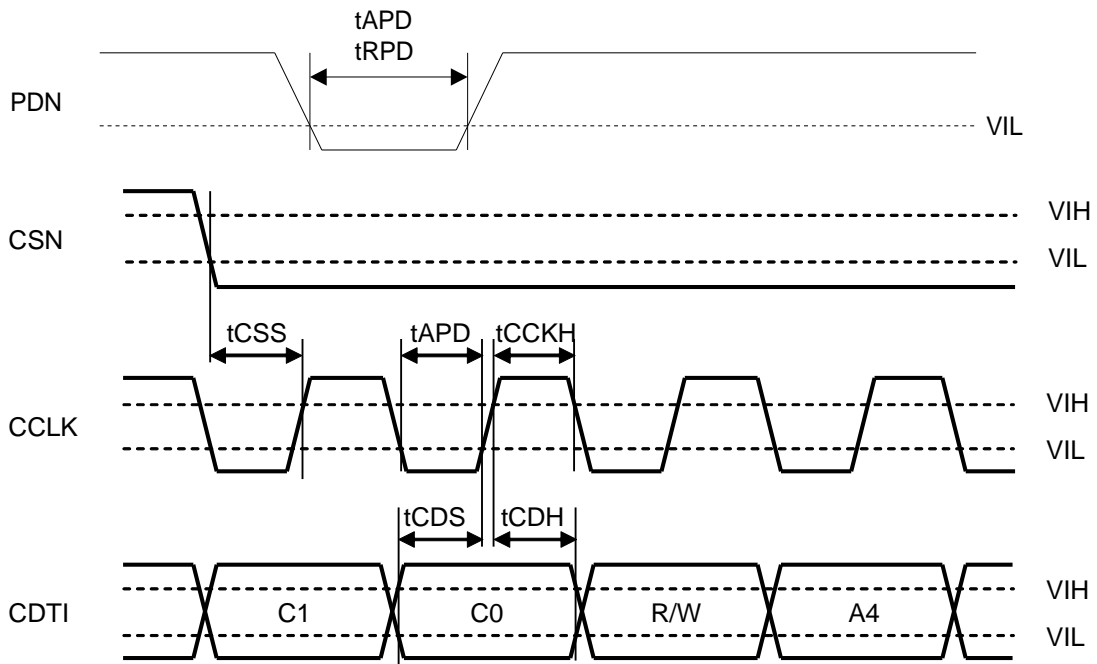 tAPD
tRPD
PDN
VIL
VIH
CSN
VIL
tCSS tAPD tCCKH
VIH
CCLK
VIL
tCDS tCDH
VIH
CDTI C1 C0 R/W A4
VIL